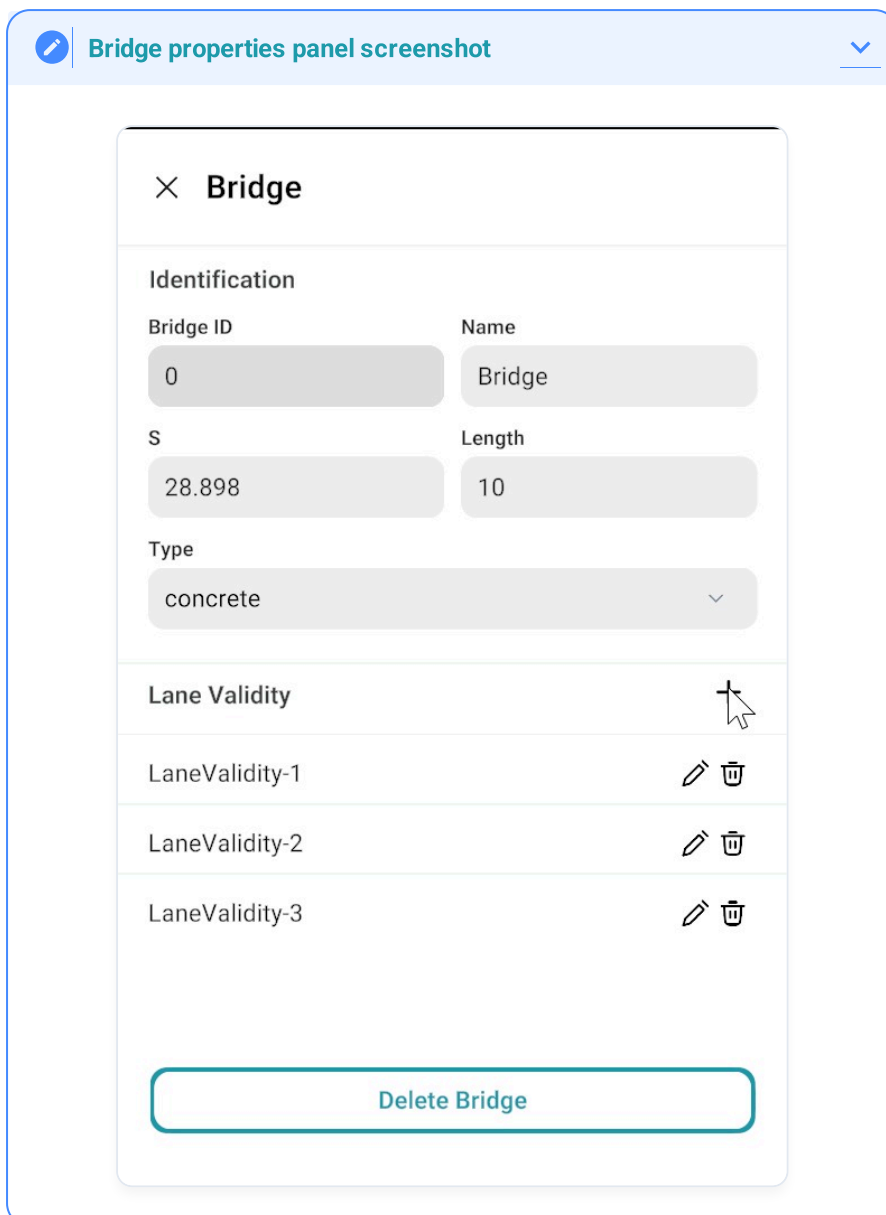 Bridge properties panel screenshot
Bridge
Identification
Bridge ID Name
0 Bridge
S Length
28.898 10
Type
concrete
Lane Validity
LaneValidity-1
LaneValidity-2
LaneValidity-3
Delete Bridge